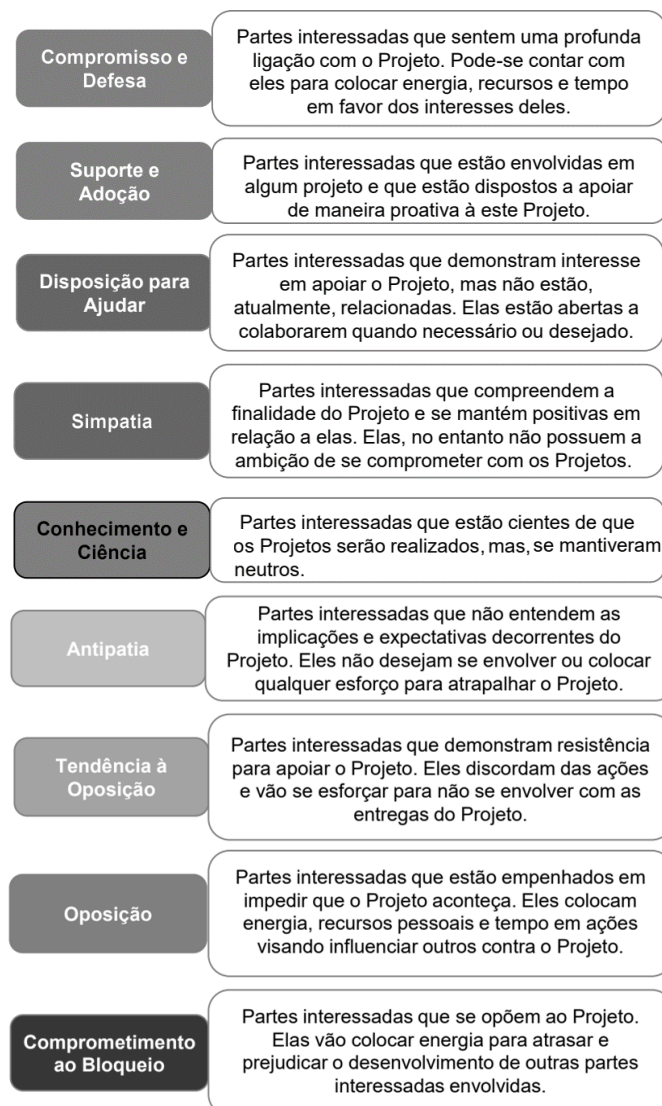 Compromisso e
Defesa
Partes interessadas que sentem uma profunda
ligação com o Projeto. Pode-se contar com
eles para colocar energia, recursos e tempo
em favor dos interesses deles.
Suporte e
Adoção
Partes interessadas que estão envolvidas em
algum projeto e que estão dispostos a apoiar
de maneira proativa à este Projeto.
Disposição para
Ajudar
Partes interessadas que demonstram interesse
em apoiar o Projeto, mas não estão,
atualmente, relacionadas. Elas estão abertas a
colaborarem quando necessário ou desejado.
Simpatia
Partes interessadas que compreendem a
finalidade do Projeto e se mantém positivas em
relação a elas. Elas, no entanto não possuem a
ambição de se comprometer com os Projetos.
Conhecimento e
Ciência
Partes interessadas que estão cientes de que
os Projetos serão realizados, mas, se mantiveram
neutros.
Antipatia
Partes interessadas que não entendem as
implicações e expectativas decorrentes do
Projeto. Eles não desejam se envolver ou colocar
qualquer esforço para atrapalhar o Projeto.
Tendência à
Oposição
Partes interessadas que demonstram resistência
para apoiar o Projeto. Eles discordam das ações
e vão se esforçar para não se envolver com as
entregas do Projeto.
Oposição
Partes interessadas que estão empenhados em
impedir que o Projeto aconteça. Eles colocam
energia, recursos pessoais e tempo em ações
visando influenciar outros contra o Projeto.
Comprometimento
ao Bloqueio
Partes interessadas que se opõem ao Projeto.
Elas vão colocar energia para atrasar e
prejudicar o desenvolvimento de outras partes
interessadas envolvidas.